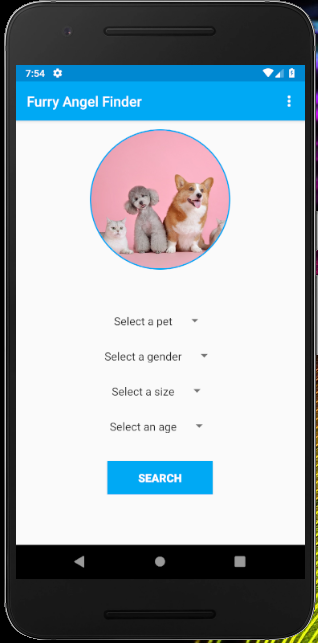 7:54
Furry Angel Finder
Select a pet
Select a gender
Select a size
Select an age
SEARCH